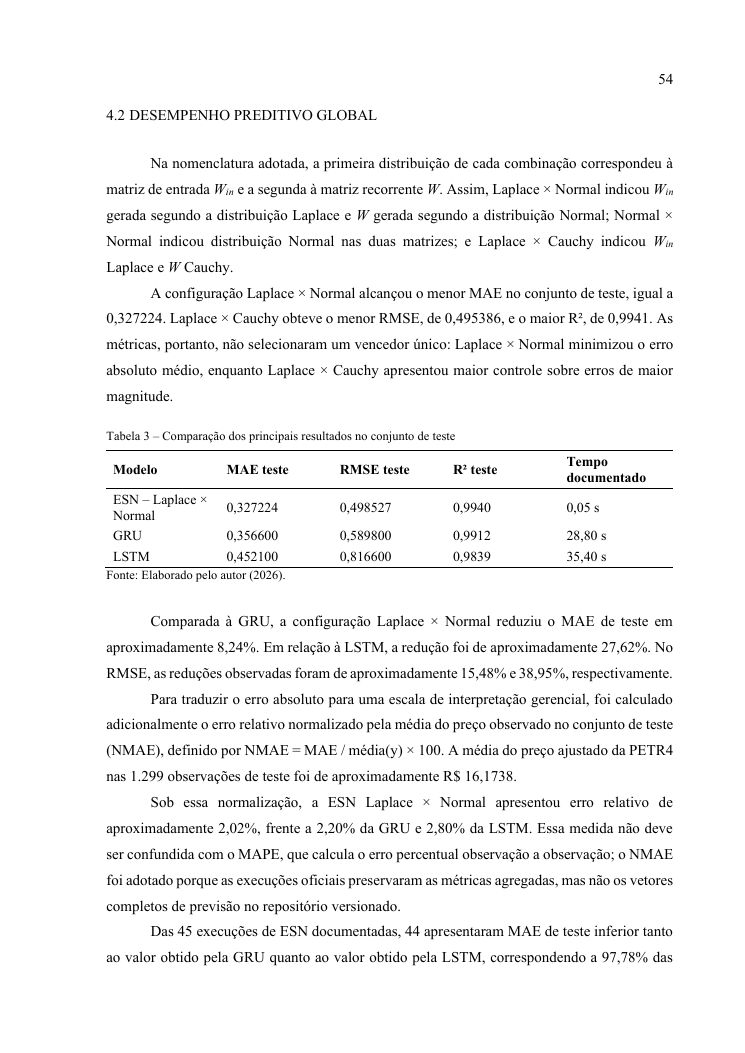 54
4.2 DESEMPENHO PREDITIVO GLOBAL
Na nomenclatura adotada, a primeira distribuição de cada combinação correspondeu à
matriz de entrada Win e a segunda à matriz recorrente W. Assim, Laplace × Normal indicou Win
gerada segundo a distribuição Laplace e W gerada segundo a distribuição Normal; Normal ×
Normal indicou distribuição Normal nas duas matrizes; e Laplace × Cauchy indicou Win
Laplace e W Cauchy.
A configuração Laplace × Normal alcançou o menor MAE no conjunto de teste, igual a
0,327224. Laplace × Cauchy obteve o menor RMSE, de 0,495386, e o maior R², de 0,9941. As
métricas, portanto, não selecionaram um vencedor único: Laplace × Normal minimizou o erro
absoluto médio, enquanto Laplace × Cauchy apresentou maior controle sobre erros de maior
magnitude.
Tabela 3 – Comparação dos principais resultados no conjunto de teste
Modelo MAE teste RMSE teste R² teste Tempo documentado
ESN – Laplace × Normal 0,327224 0,498527 0,9940 0,05 s
GRU 0,356600 0,589800 0,9912 28,80 s
LSTM 0,452100 0,816600 0,9839 35,40 s
Fonte: Elaborado pelo autor (2026).
Comparada à GRU, a configuração Laplace × Normal reduziu o MAE de teste em
aproximadamente 8,24%. Em relação à LSTM, a redução foi de aproximadamente 27,62%. No
RMSE, as reduções observadas foram de aproximadamente 15,48% e 38,95%, respectivamente.
Para traduzir o erro absoluto para uma escala de interpretação gerencial, foi calculado
adicionalmente o erro relativo normalizado pela média do preço observado no conjunto de teste
(NMAE), definido por NMAE = MAE / média(y) × 100. A média do preço ajustado da PETR4
nas 1.299 observações de teste foi de aproximadamente R$ 16,1738.
Sob essa normalização, a ESN Laplace × Normal apresentou erro relativo de
aproximadamente 2,02%, frente a 2,20% da GRU e 2,80% da LSTM. Essa medida não deve
ser confundida com o MAPE, que calcula o erro percentual observação a observação; o NMAE
foi adotado porque as execuções oficiais preservaram as métricas agregadas, mas não os vetores
completos de previsão no repositório versionado.
Das 45 execuções de ESN documentadas, 44 apresentaram MAE de teste inferior tanto
ao valor obtido pela GRU quanto ao valor obtido pela LSTM, correspondendo a 97,78% das